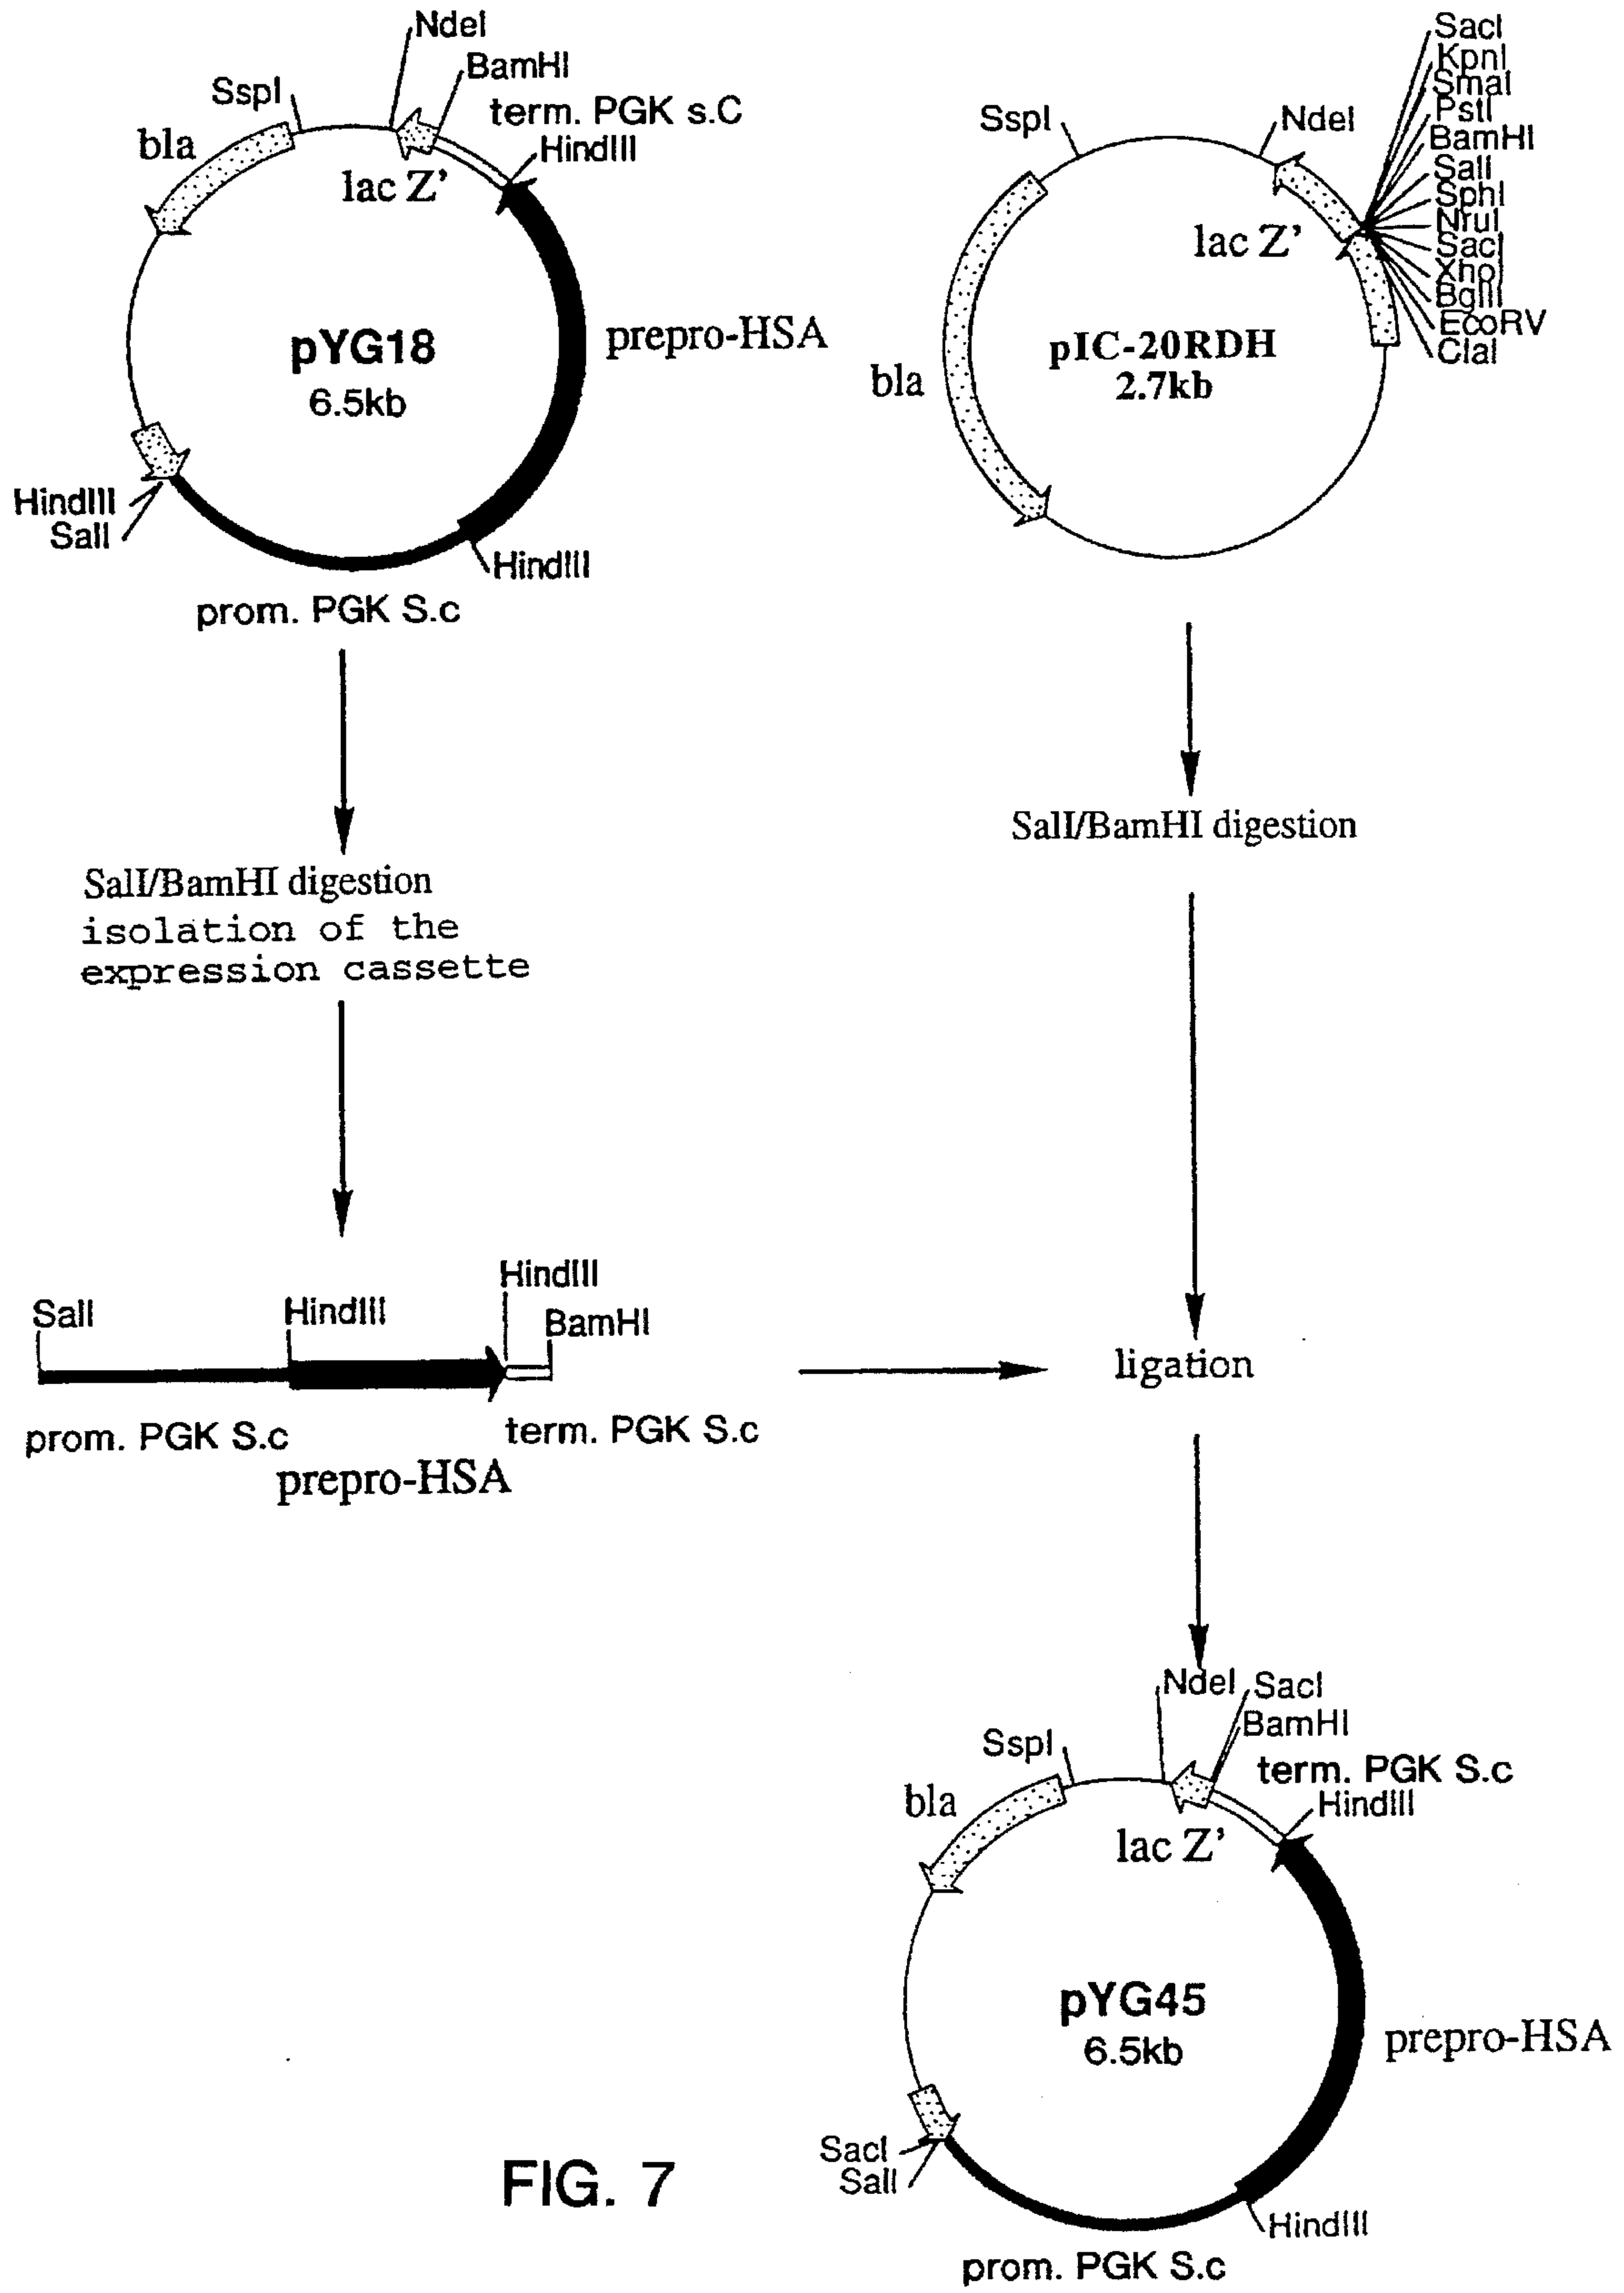 NdeI
BamHI
SspI
term. PGK s.C
HindIII
bla
lac Z'
pYG18
6.5kb
prepro-HSA
HindIII
SalI
HindIII
prom. PGK S.c
SacI
KpnI
SmaI
PstI
BamHI
SalI
SphI
NruI
SacI
XhoI
BglII
EcoRV
ClaI
SspI
NdeI
lac Z'
bla
pIC-20RDH
2.7kb
SalI/BamHI digestion
isolation of the
expression cassette
SalI/BamHI digestion
SalI
HindIII
HindIII
BamHI
prom. PGK S.c
term. PGK S.c
prepro-HSA
ligation
NdeI
SacI
BamHI
SspI
term. PGK S.c
HindIII
bla
lac Z'
pYG45
6.5kb
prepro-HSA
SacI
SalI
HindIII
prom. PGK S.c
FIG. 7